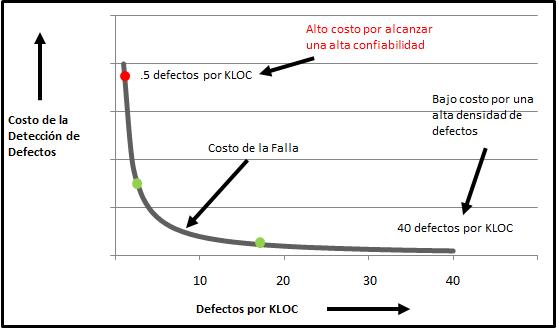 Alto costo por alcanzar
una alta confiabilidad
.5 defectos por KLOC
Bajo costo por una
alta densidad de
defectos
Costo de la
Detección de
Defectos
Costo de la Falla
40 defectos por KLOC
10
20
30
40
Defectos por KLOC